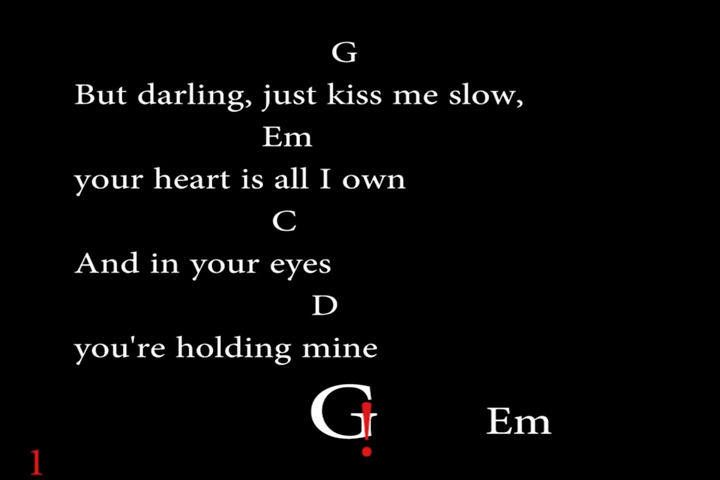 G
But darling, just kiss me slow,
Em
your heart is all I own
C
And in your eyes
D
you're holding mine
G! Em
1